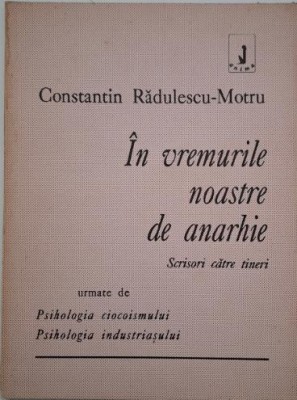 Constantin Rădulescu-Motru
În vremurile
noastre
de anarhie
Scrisori către tineri
urmate de
Psihologia ciocoismului
Psihologia industriașului